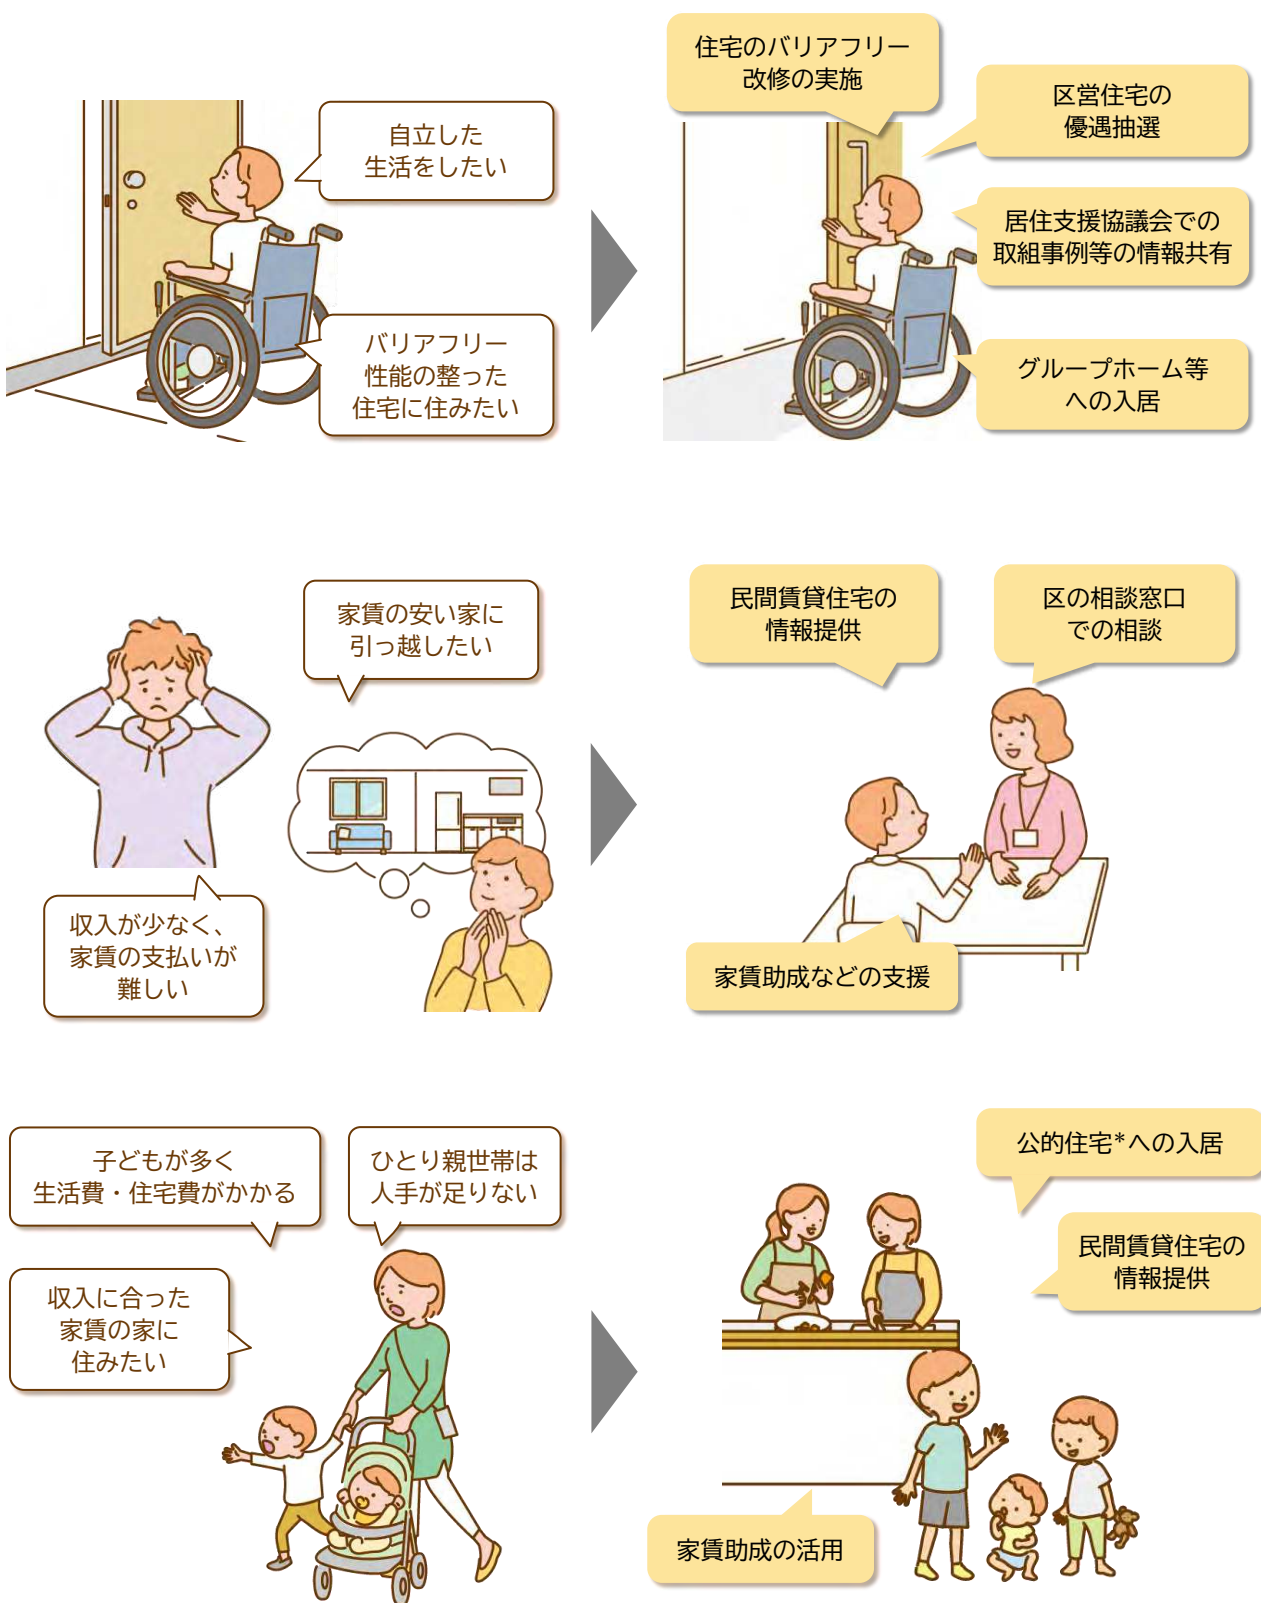 自立した
生活をしたい
バリアフリー
性能の整った
住宅に住みたい
住宅のバリアフリー
改修の実施
区営住宅の
優遇抽選
居住支援協議会での
取組事例等の情報共有
グループホーム等
への入居
家賃の安い家に
引っ越したい
収入が少なく、
家賃の支払いが
難しい
民間賃貸住宅の
情報提供
区の相談窓口
での相談
家賃助成などの支援
子どもが多く
生活費・住宅費がかかる
ひとり親世帯は
人手が足りない
収入に合った
家賃の家に
住みたい
公的住宅*への入居
民間賃貸住宅の
情報提供
家賃助成の活用